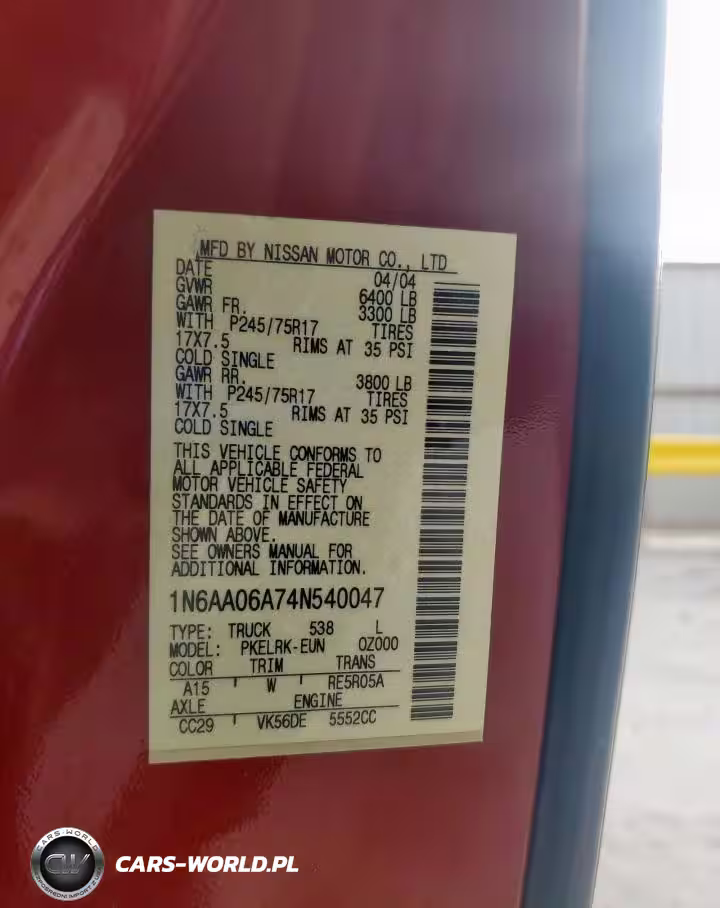 MFD BY NISSAN MOTOR CO., LTD
DATE 04/04
GVWR 6400 LB
GAWR FR. 3300 LB
WITH P245/75R17 TIRES
17X7.5 RIMS AT 35 PSI
COLD SINGLE
GAWR RR. 3800 LB
WITH P245/75R17 TIRES
17X7.5 RIMS AT 35 PSI
COLD SINGLE
THIS VEHICLE CONFORMS TO
ALL APPLICABLE FEDERAL
MOTOR VEHICLE SAFETY
STANDARDS IN EFFECT ON
THE DATE OF MANUFACTURE
SHOWN ABOVE.
SEE OWNERS MANUAL FOR
ADDITIONAL INFORMATION.
1N6AA06A74N540047
TYPE: TRUCK 538 L
MODEL: PKELRK-EUN 0Z000
COLOR TRIM TRANS
A15 W RE5R05A
AXLE ENGINE
CC29 VK56DE 5552CC
CARS-WORLD
CW
CARS-WORLD.PL